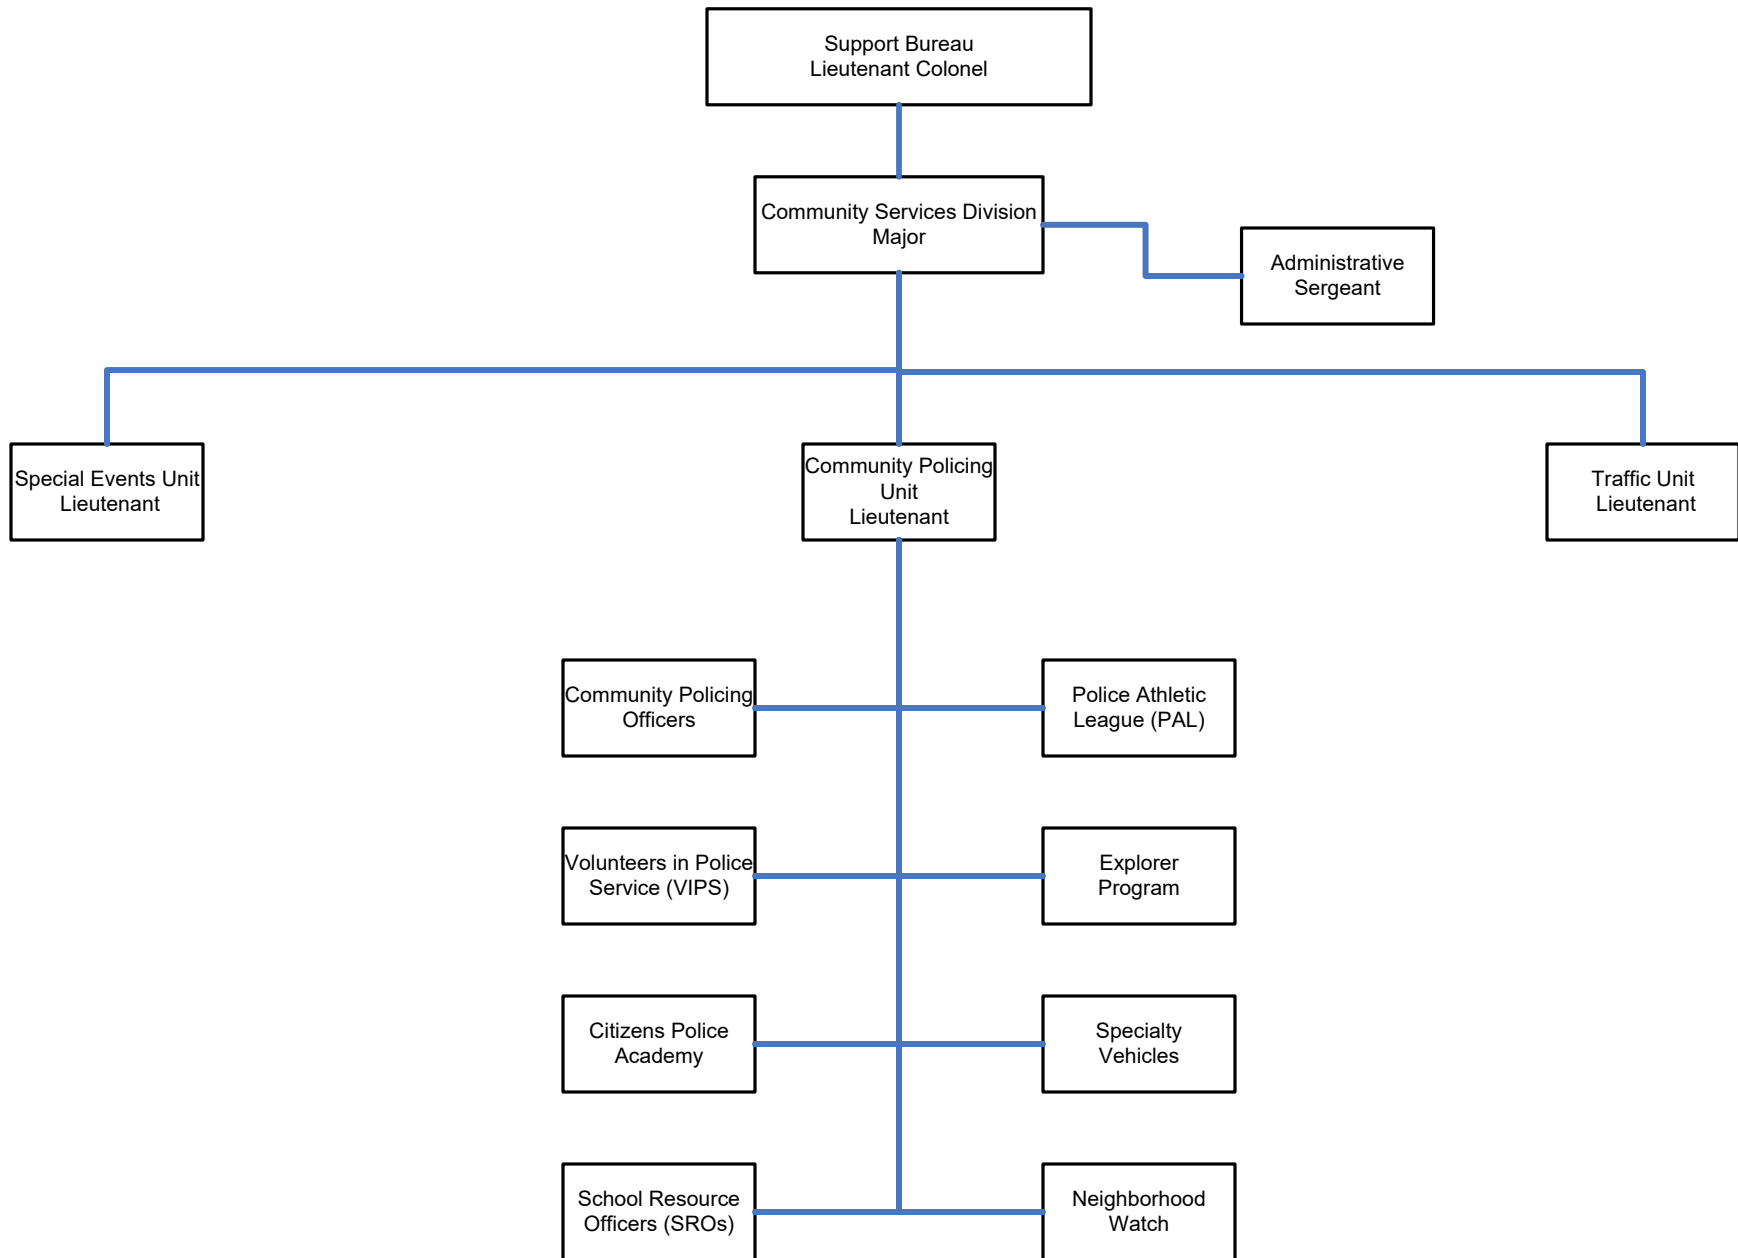 Support Bureau
Lieutenant Colonel
Community Services Division
Major
Administrative
Sergeant
Special Events Unit
Lieutenant
Community Policing
Unit
Lieutenant
Traffic Unit
Lieutenant
Community Policing
Officers
Police Athletic
League (PAL)
Volunteers in Police
Service (VIPS)
Explorer
Program
Citizens Police
Academy
Specialty
Vehicles
School Resource
Officers (SROs)
Neighborhood
Watch